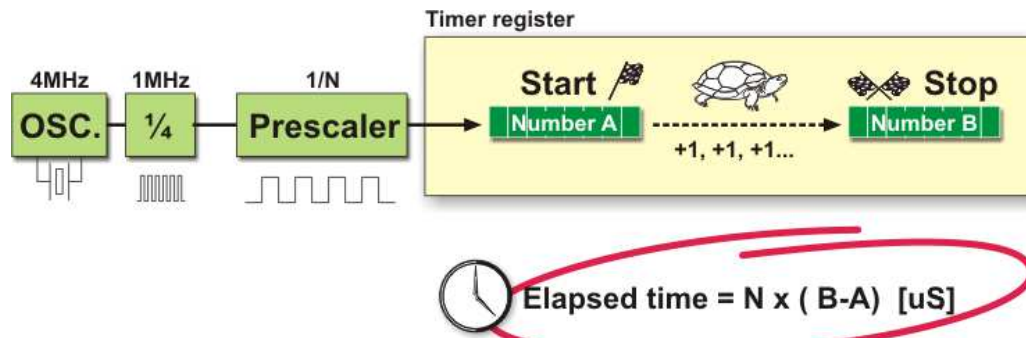 Timer register
4MHz
1MHz
1/N
OSC.
¼
Prescaler
Start
Stop
Number A
Number B
+1, +1, +1...
Elapsed time = N x ( B-A) [uS]